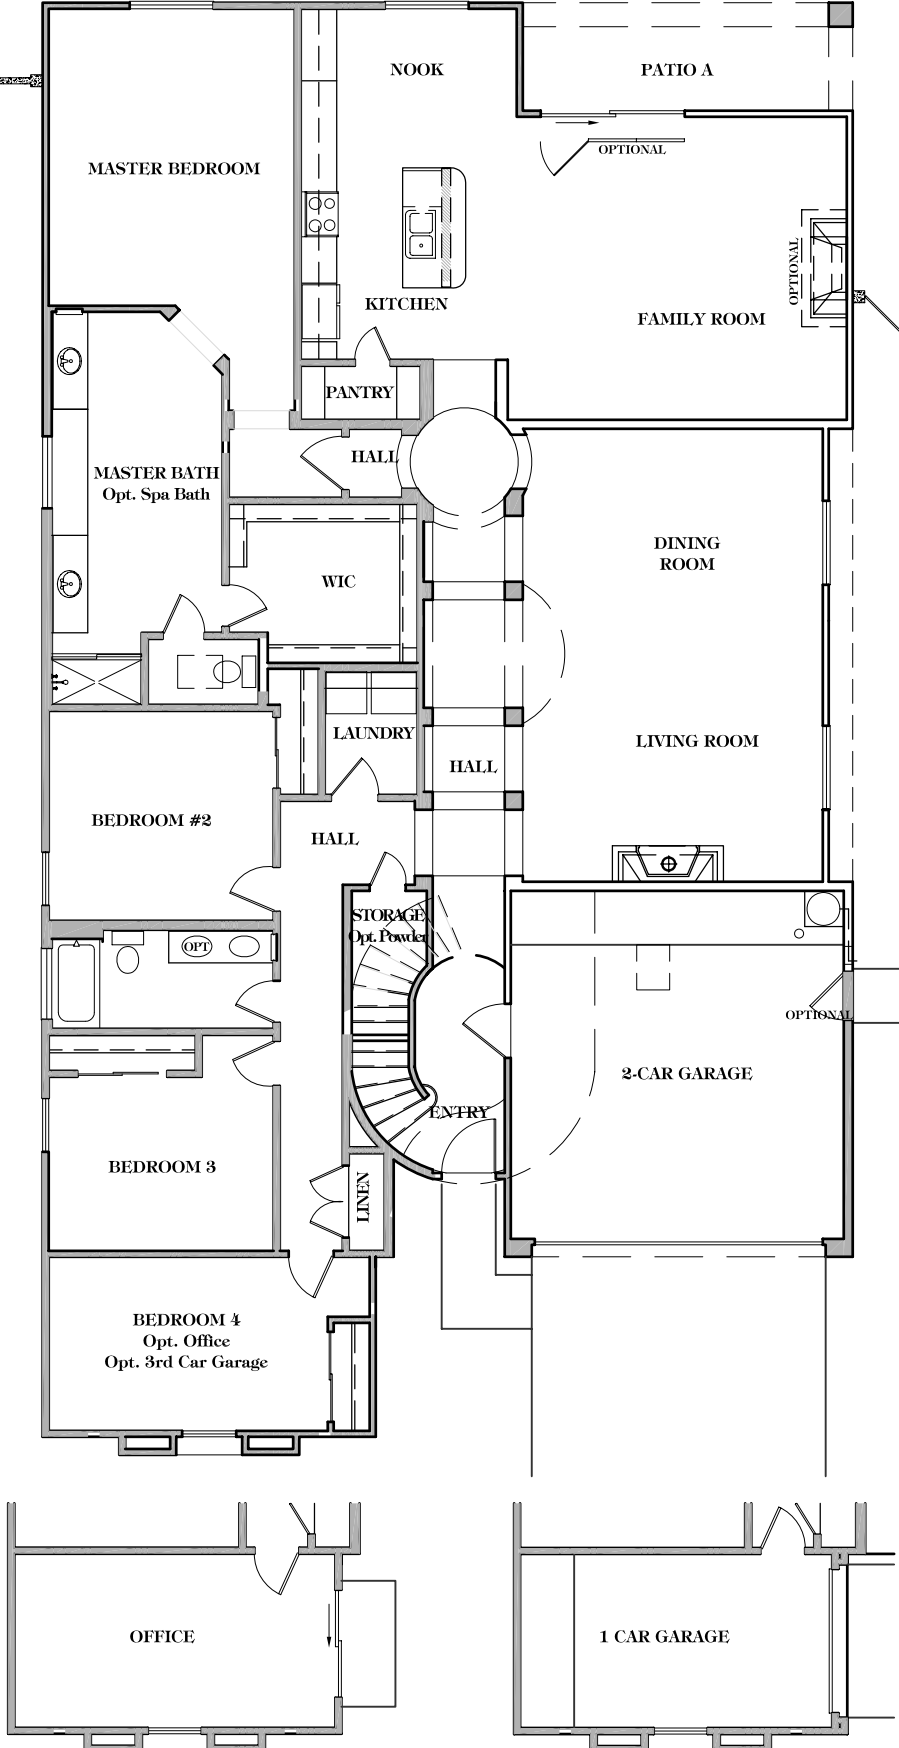 NOOK
PATIO A
OPTIONAL
MASTER BEDROOM
OPTIONAL
KITCHEN
FAMILY ROOM
PANTRY
HALL
MASTER BATH
Opt. Spa Bath
DINING
ROOM
WIC
LAUNDRY
LIVING ROOM
HALL
BEDROOM #2
HALL
STORAGE
Opt. Powder
OPT
OPTIONAL
2-CAR GARAGE
ENTRY
BEDROOM 3
LINEN
BEDROOM 4
Opt. Office
Opt. 3rd Car Garage
OFFICE
1 CAR GARAGE